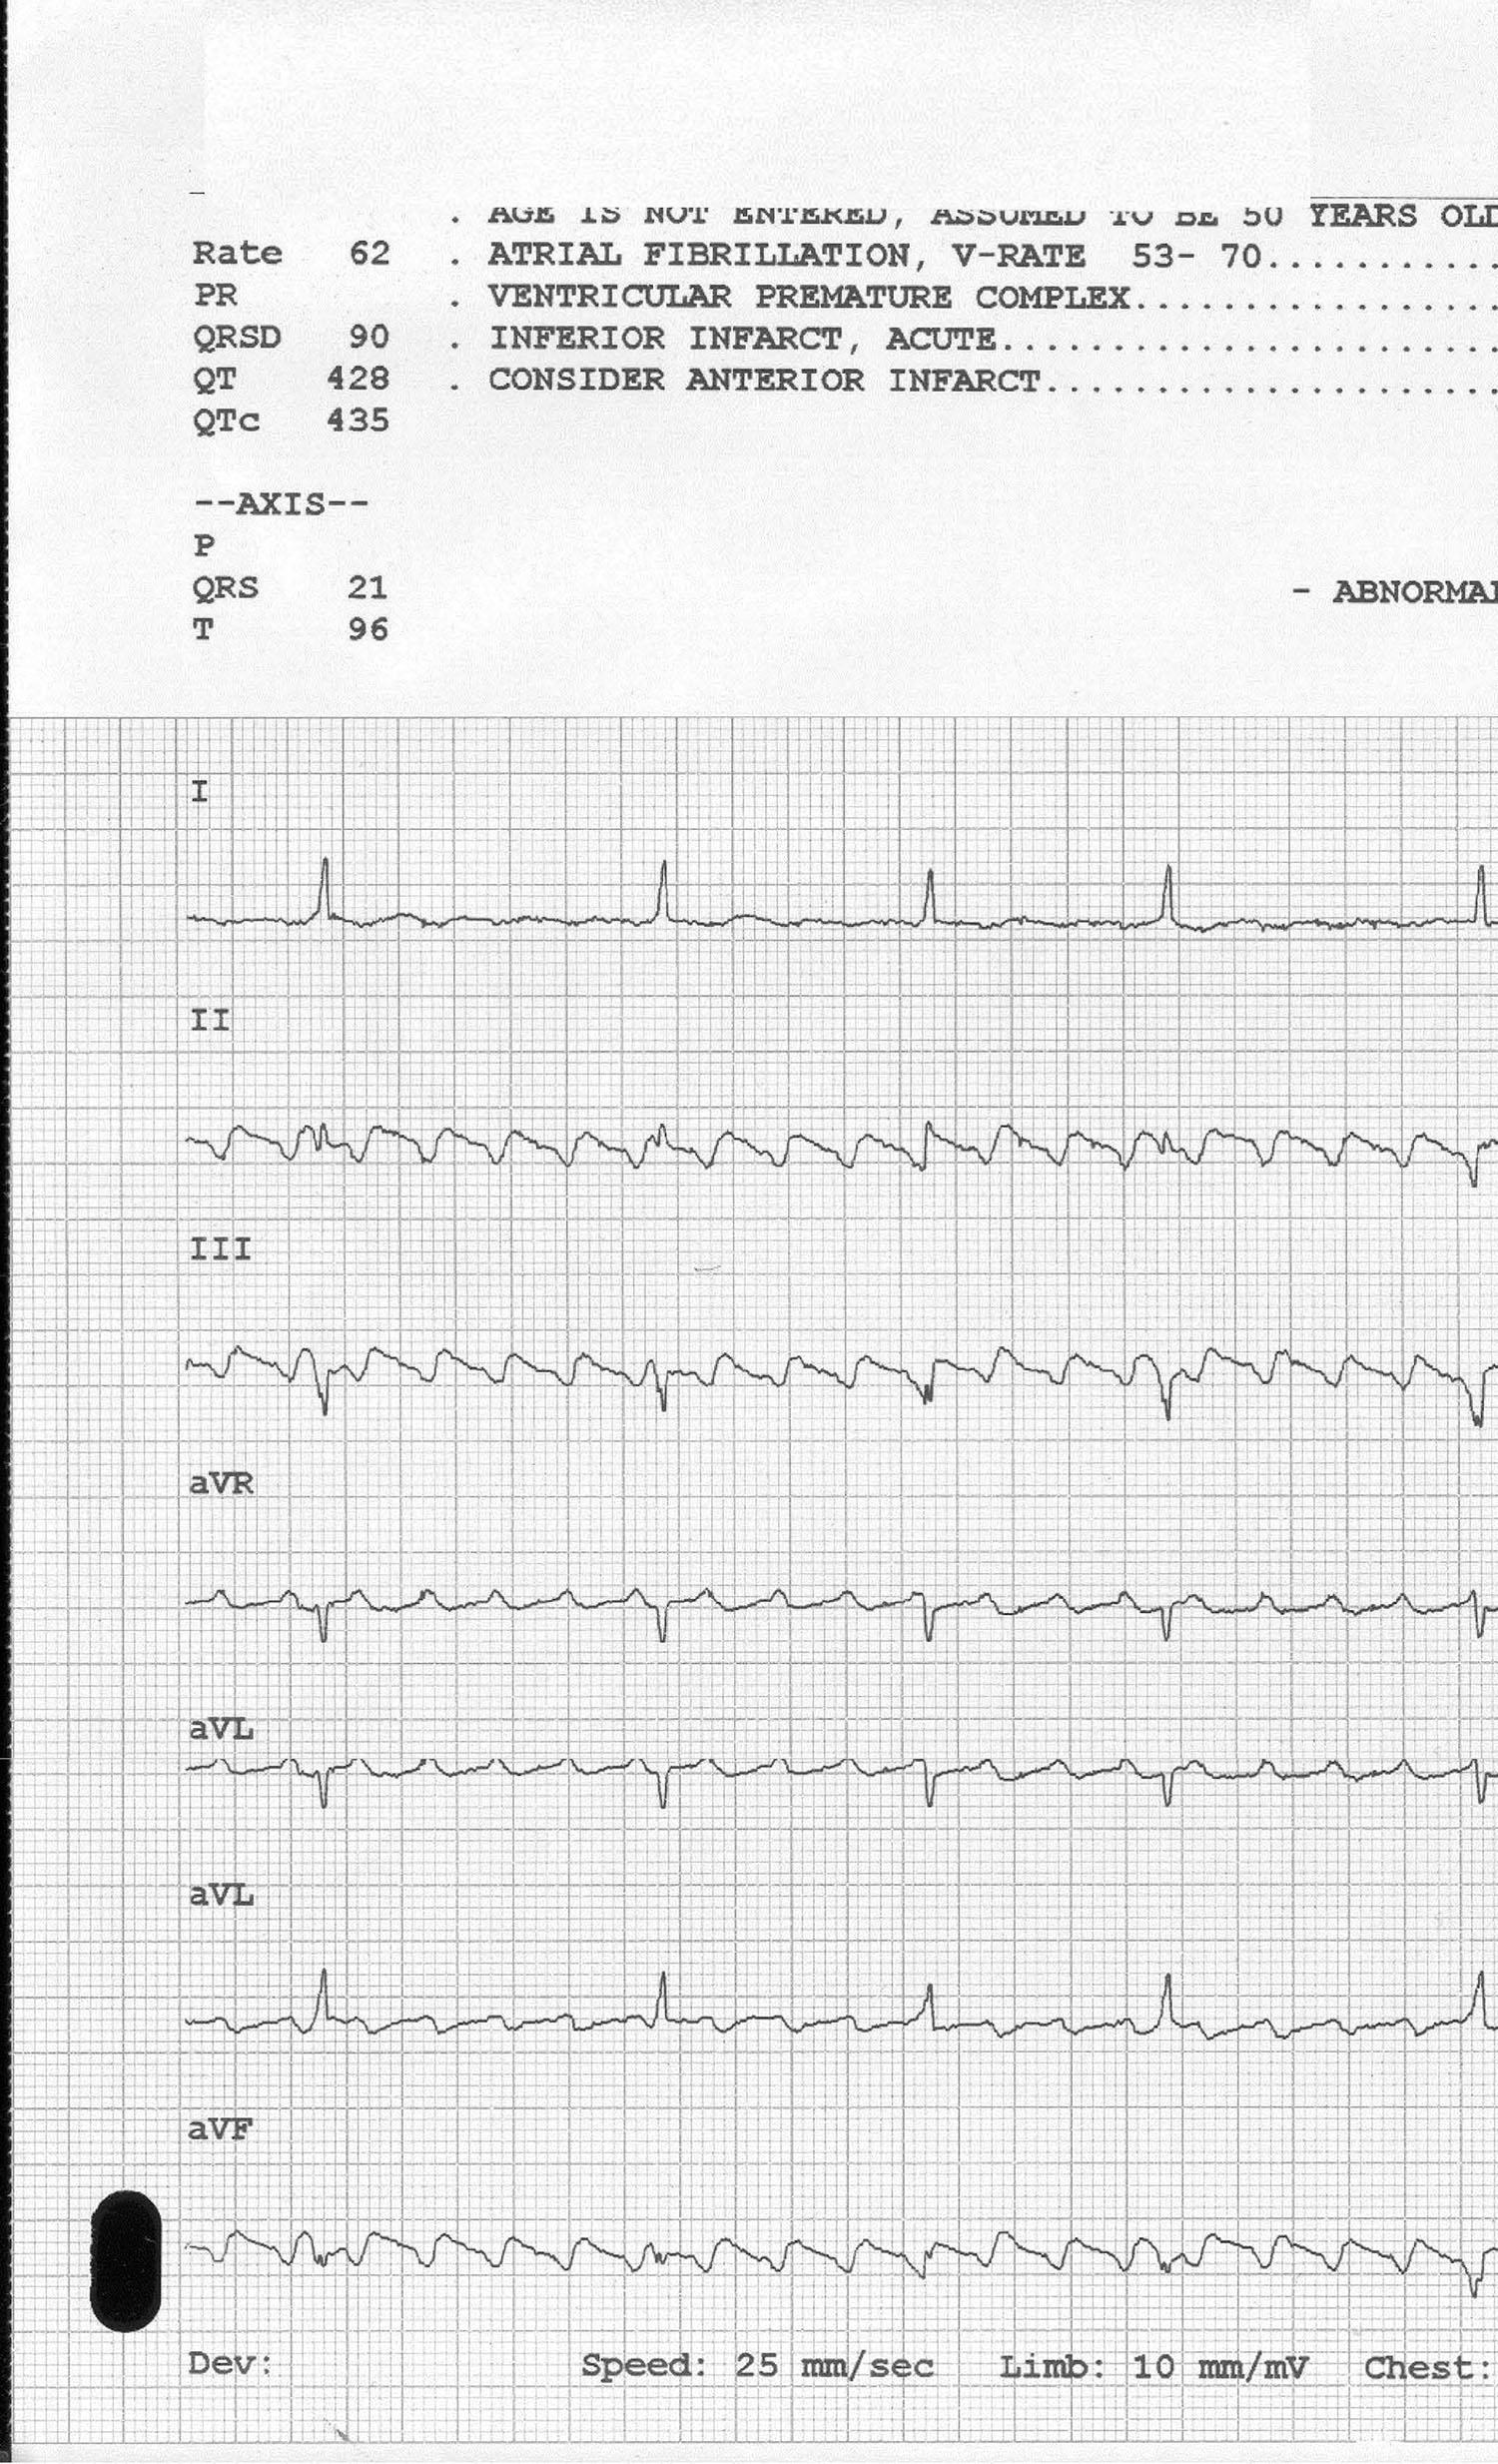 . AGE IS NOT ENTERED, ASSUMED TO BE 50 YEARS OLD
Rate 62 . ATRIAL FIBRILLATION, V-RATE 53- 70...........
PR . VENTRICULAR PREMATURE COMPLEX.................
QRSD 90 . INFERIOR INFARCT, ACUTE.......................
QT 428 . CONSIDER ANTERIOR INFARCT.....................
QTc 435
--AXIS--
P
QRS 21 - ABNORMAL
T 96
I
II
III
aVR
aVL
aVL
aVF
Dev: Speed: 25 mm/sec Limb: 10 mm/mV Chest: